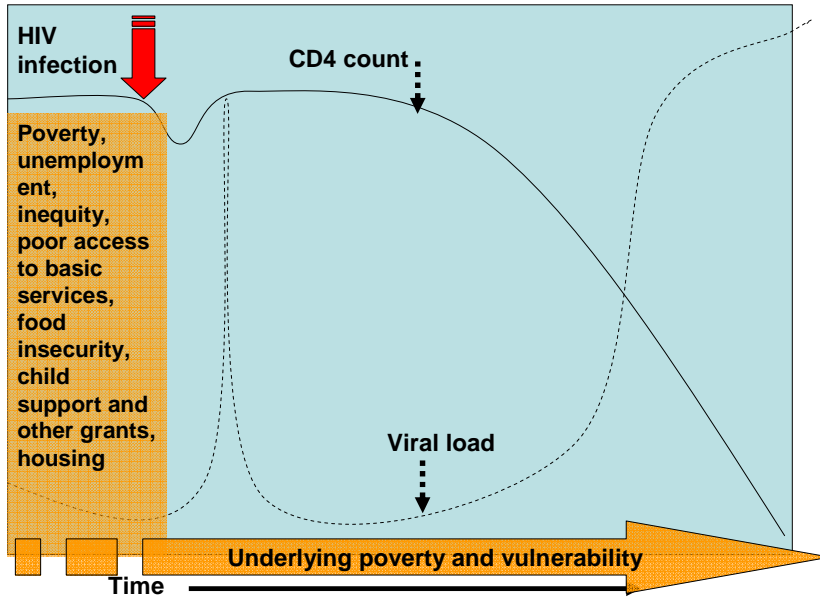 HIV
infection
CD4 count
Poverty,
unemploym
ent,
inequity,
poor access
to basic
services,
food
insecurity,
child
support and
other grants,
housing
Viral load
Underlying poverty and vulnerability
Time